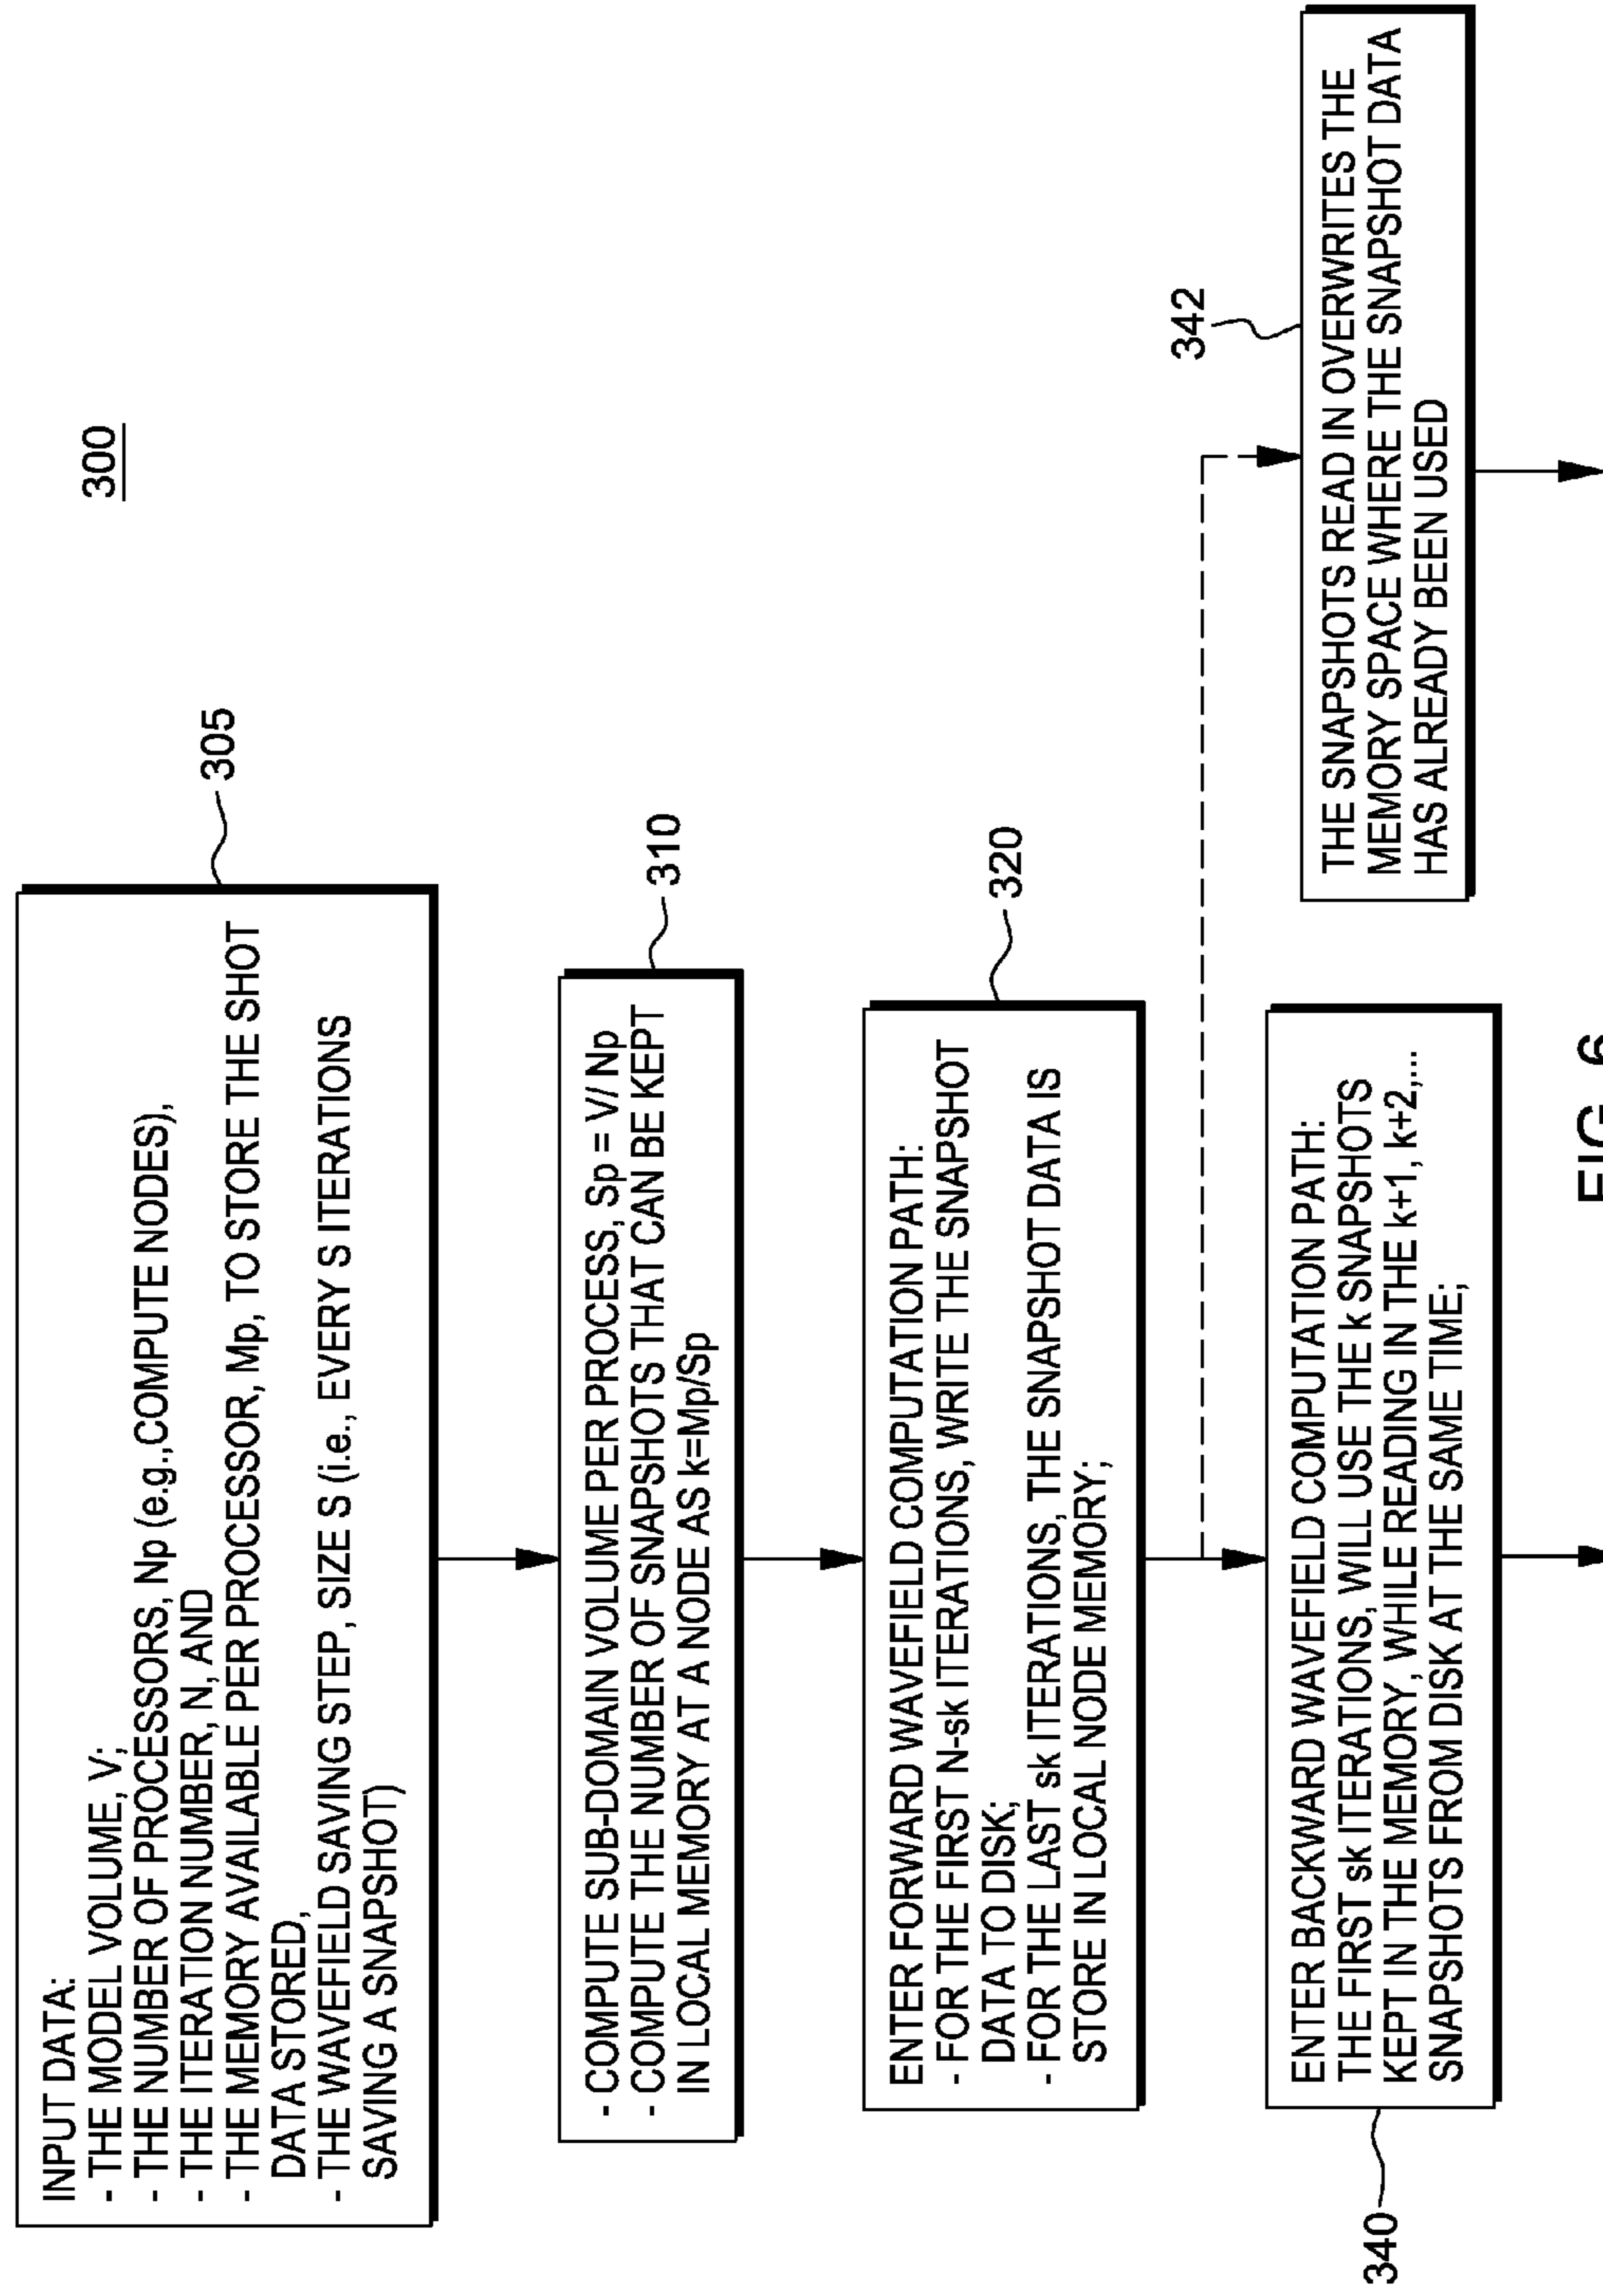 300
INPUT DATA:
- THE MODEL VOLUME, V;
- THE NUMBER OF PROCESSORS, Np (e.g.,COMPUTE NODES),
- THE ITERATION NUMBER, N, AND
- THE MEMORY AVAILABLE PER PROCESSOR, Mp, TO STORE THE SHOT
DATA STORED,
- THE WAVEFIELD SAVING STEP, SIZE S (i.e., EVERY S ITERATIONS
SAVING A SNAPSHOT)
305
- COMPUTE SUB-DOMAIN VOLUME PER PROCESS, Sp = V/ Np
- COMPUTE THE NUMBER OF SNAPSHOTS THAT CAN BE KEPT
IN LOCAL MEMORY AT A NODE AS k=Mp/Sp
310
ENTER FORWARD WAVEFIELD COMPUTATION PATH:
- FOR THE FIRST N-sk ITERATIONS, WRITE THE SNAPSHOT
DATA TO DISK;
- FOR THE LAST sk ITERATIONS, THE SNAPSHOT DATA IS
STORE IN LOCAL NODE MEMORY;
320
ENTER BACKWARD WAVEFIELD COMPUTATION PATH:
THE FIRST sk ITERATIONS, WILL USE THE k SNAPSHOTS
KEPT IN THE MEMORY, WHILE READING IN THE k+1, k+2,...
SNAPSHOTS FROM DISK AT THE SAME TIME;
340
342
THE SNAPSHOTS READ IN OVERWRITES THE
MEMORY SPACE WHERE THE SNAPSHOT DATA
HAS ALREADY BEEN USED
FIG. 6